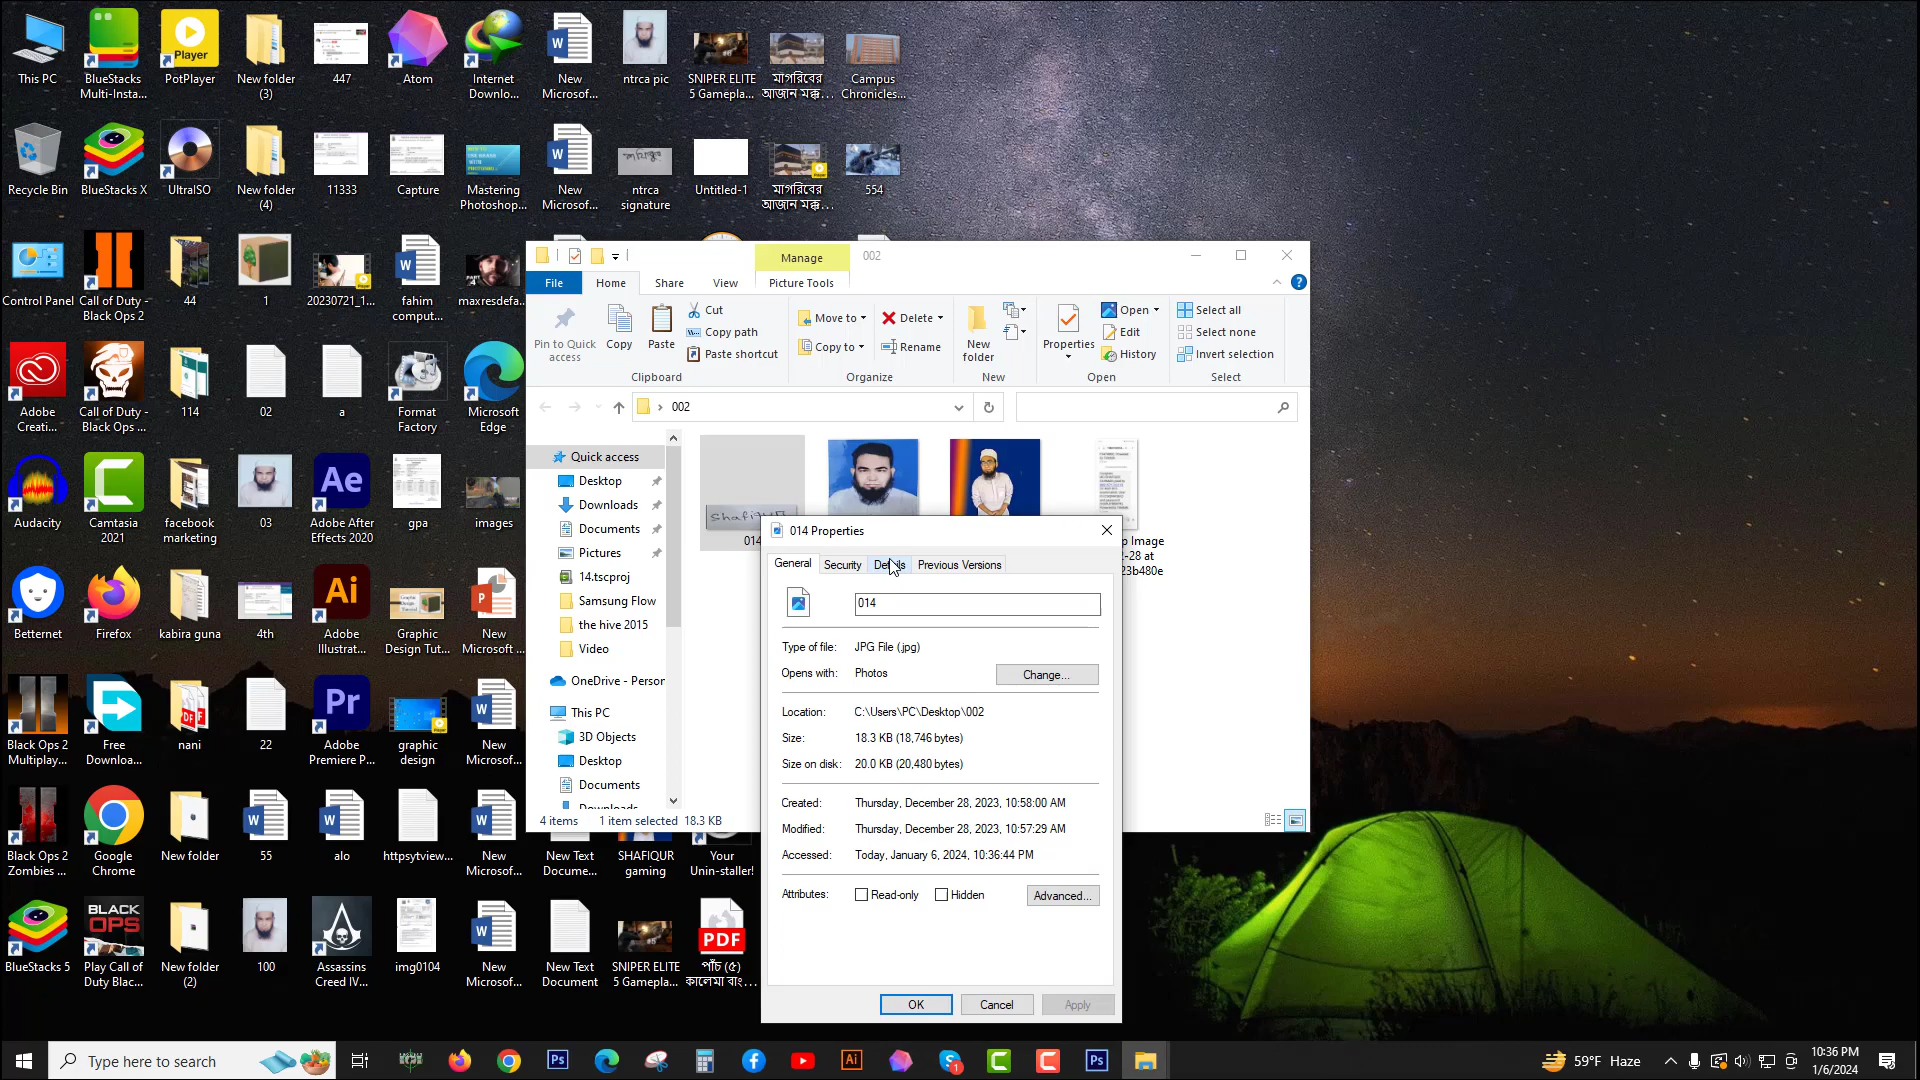 This PC
BlueStacks Multi-Insta...
Player
PotPlayer
New folder (3)
447
Atom
Internet Downlo...
New Microsof...
ntrca pic
SNIPER ELITE 5 Gamepla...
মাগরিবের আজান মক্ক...
Campus Chronicles...
Recycle Bin
BlueStacks X
UltraISO
New folder (4)
11333
Capture
Mastering Photoshop...
New Microsof...
ntrca signature
Untitled-1
মাগরিবের আজান মক্ক...
554
Control Panel
Call of Duty - Black Ops 2
44
1
20230721_1...
fahim comput...
maxresdefa...
Adobe Creati...
Call of Duty - Black Ops ...
114
02
a
Format Factory
Microsoft Edge
Audacity
Camtasia 2021
facebook marketing
03
Ae
Adobe After Effects 2020
gpa
images
Betternet
Firefox
kabira guna
4th
Ai
Adobe Illustrat...
Graphic Design Tut...
New Microsoft ...
Black Ops 2 Multiplay...
Free Downloa...
nani
22
Pr
Adobe Premiere P...
graphic design
New Microsof...
Black Ops 2 Zombies ...
Google Chrome
New folder
55
alo
httpsytview...
New Microsof...
New Text Docume...
SHAFIQUR gaming
Your Unin-staller!
BlueStacks 5
BLACK OPS
Play Call of Duty Blac...
New folder (2)
100
Assassins Creed IV...
img0104
New Microsof...
New Text Document
SNIPER ELITE 5 Gamepla...
PDF
পাঁচ (৫) কালেমা বাং...
Manage
002
File
Home
Share
View
Picture Tools
Pin to Quick access
Copy
Paste
Cut
Copy path
Paste shortcut
Clipboard
Move to
Copy to
Delete
Rename
Organize
New folder
New
Properties
Open
Edit
History
Open
Select all
Select none
Invert selection
Select
002
Quick access
Desktop
Downloads
Documents
Pictures
14.tscproj
Samsung Flow
the hive 2015
Video
OneDrive - Person
This PC
3D Objects
Desktop
Documents
Downloads
4 items
1 item selected 18.3 KB
014
p Image
2-28 at
23b480e
014 Properties
General
Security
Details
Previous Versions
014
Type of file: JPG File (.jpg)
Opens with: Photos
Change...
Location: C:\Users\PC\Desktop\002
Size: 18.3 KB (18,746 bytes)
Size on disk: 20.0 KB (20,480 bytes)
Created: Thursday, December 28, 2023, 10:58:00 AM
Modified: Thursday, December 28, 2023, 10:57:29 AM
Accessed: Today, January 6, 2024, 10:36:44 PM
Attributes: Read-only Hidden
Advanced...
OK
Cancel
Apply
Type here to search
59°F Haze
10:36 PM
1/6/2024